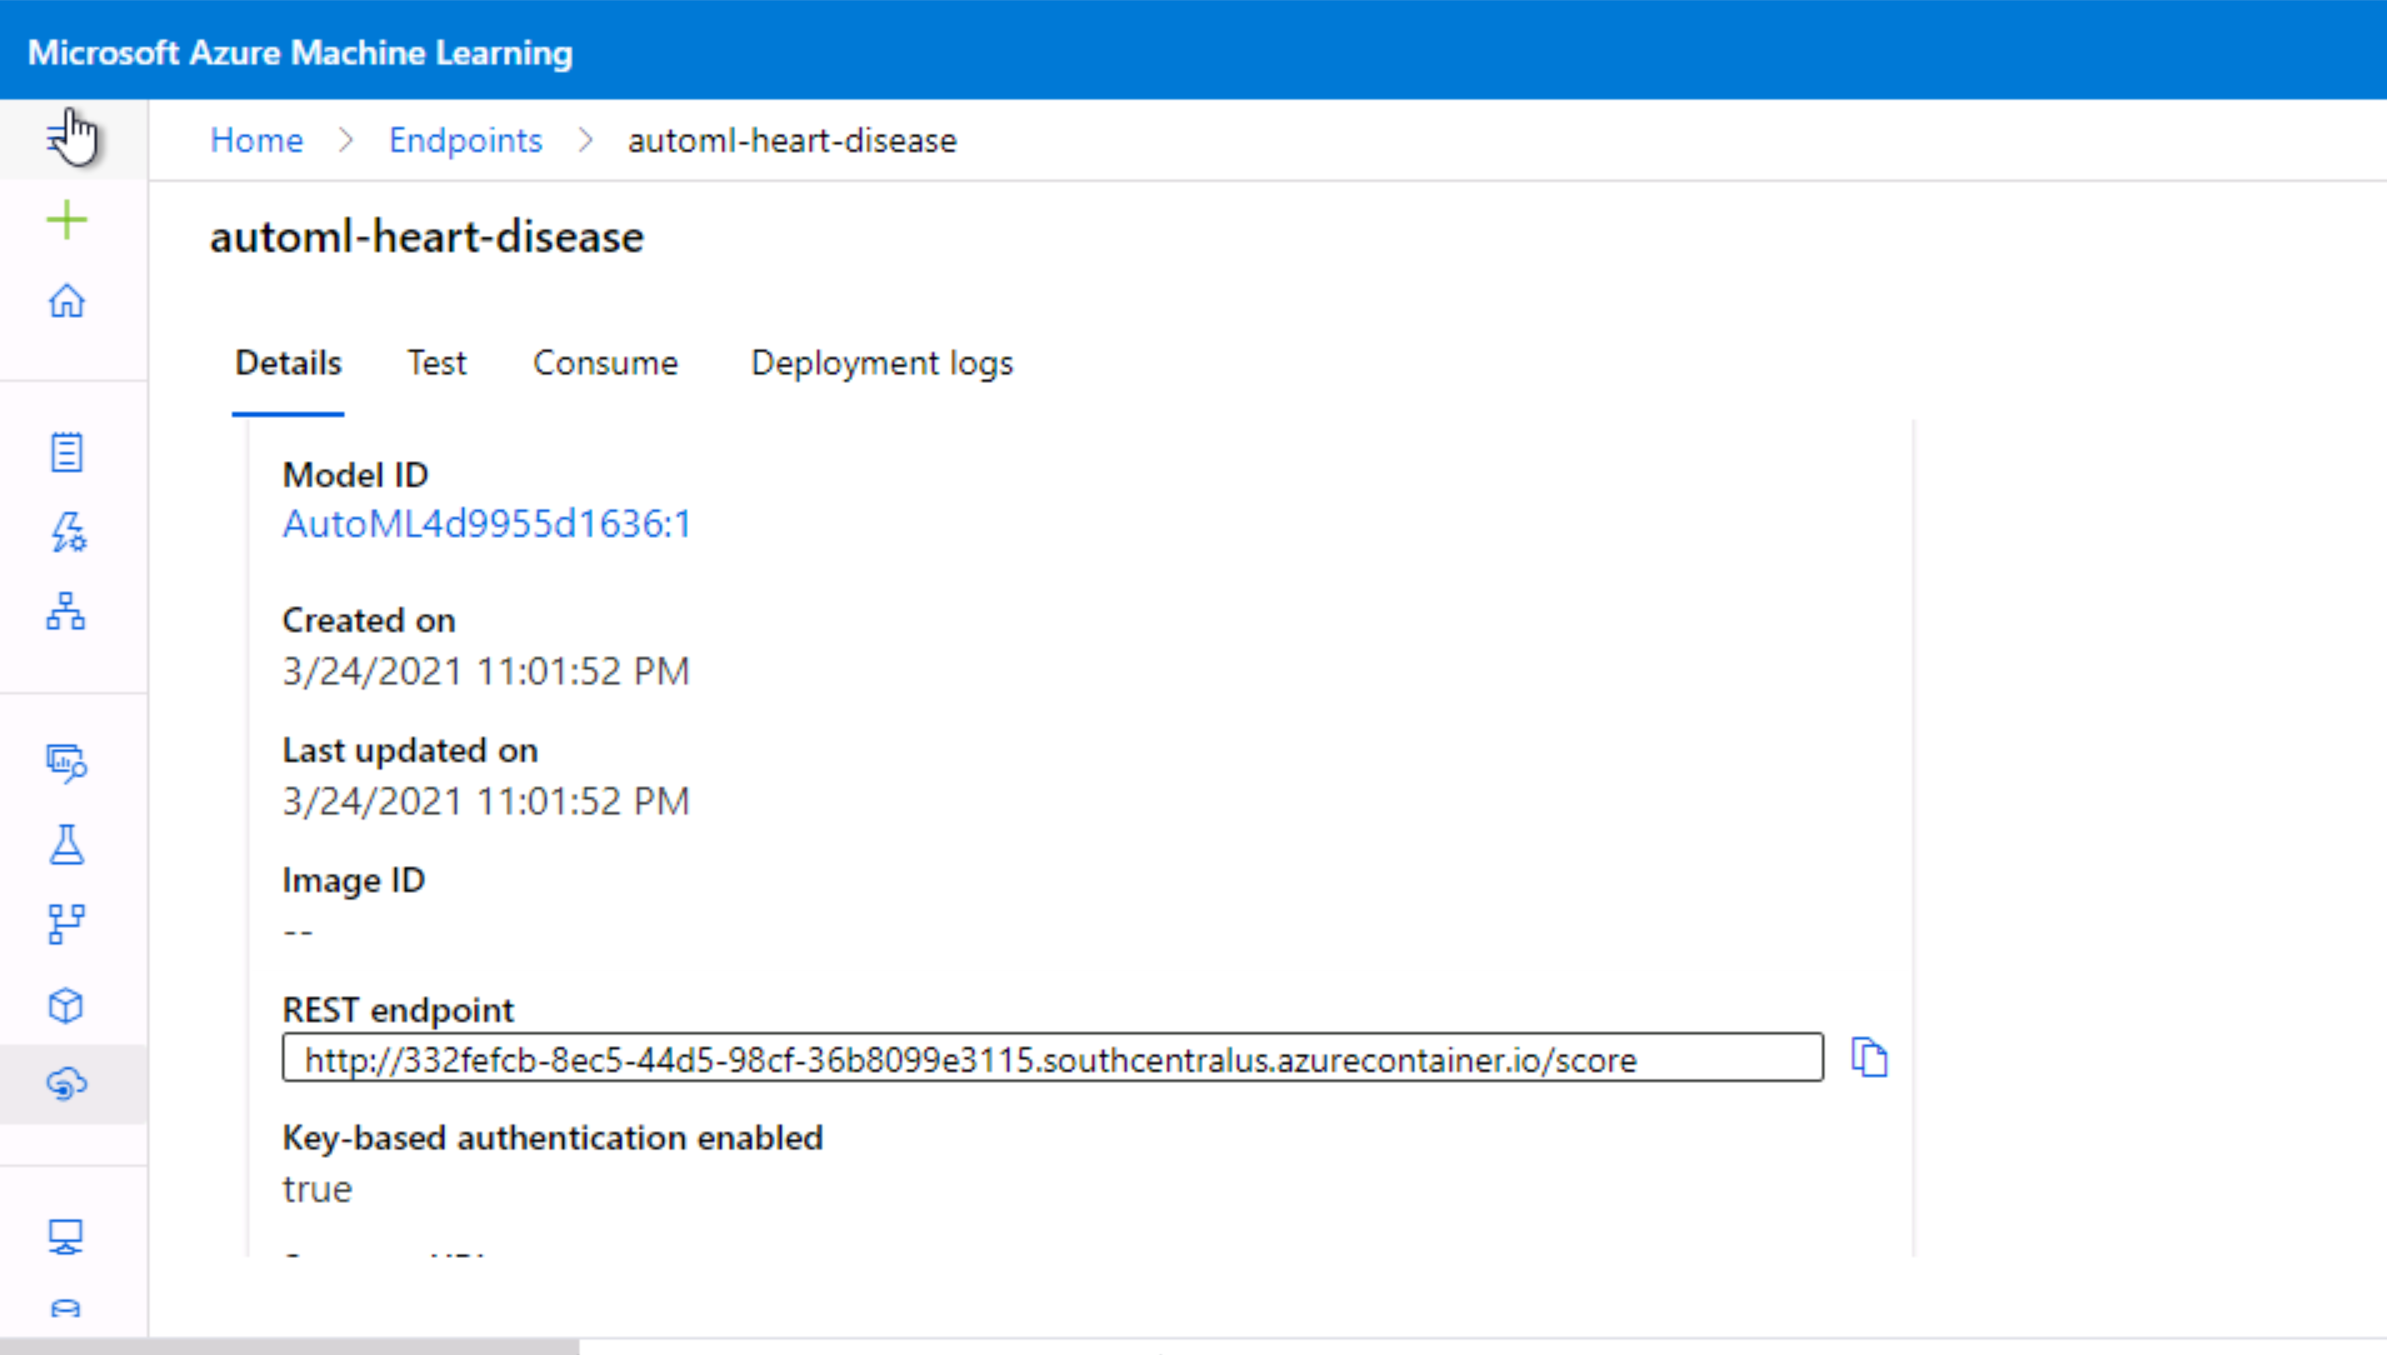 Microsoft Azure Machine Learning
Home > Endpoints > automl-heart-disease
automl-heart-disease
Details Test Consume Deployment logs
Model ID
AutoML4d9955d1636:1
Created on
3/24/2021 11:01:52 PM
Last updated on
3/24/2021 11:01:52 PM
Image ID
--
REST endpoint
http://332fefcb-8ec5-44d5-98cf-36b8099e3115.southcentralus.azurecontainer.io/score
Key-based authentication enabled
true